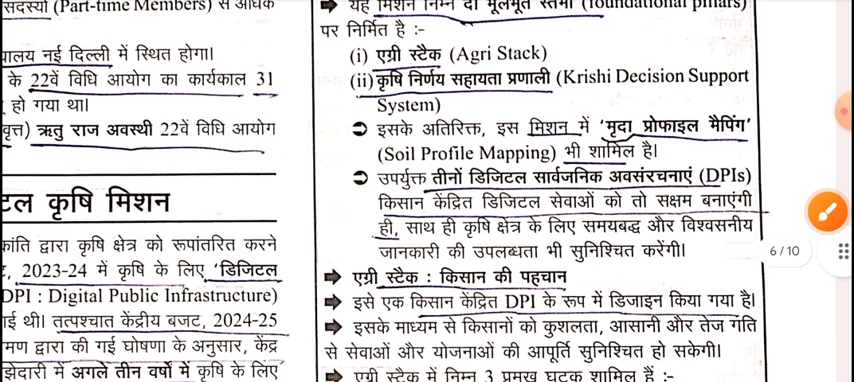 सदस्यों (Part-time Members) से अधिक
पालय नई दिल्ली में स्थित होगा।
के 22वें विधि आयोग का कार्यकाल 31
हो गया था।
वृत्त) ऋतु राज अवस्थी 22वें विधि आयोग
टल कृषि मिशन
क्रांति द्वारा कृषि क्षेत्र को रूपांतरित करने
2023-24 में कृषि के लिए 'डिजिटल
DPI : Digital Public Infrastructure)
गई थी। तत्पश्चात केंद्रीय बजट, 2024-25
मण द्वारा की गई घोषणा के अनुसार, केंद्र
झेदारी में अगले तीन वर्षों में कृषि के लिए
➡ यह मिशन निम्न दो मूलभूत स्तंभों (foundational pillars)
पर निर्मित है :-
(i) एग्री स्टैक (Agri Stack)
(ii) कृषि निर्णय सहायता प्रणाली (Krishi Decision Support
System)
➲ इसके अतिरिक्त, इस मिशन में 'मृदा प्रोफाइल मैपिंग'
(Soil Profile Mapping) भी शामिल है।
➲ उपर्युक्त तीनों डिजिटल सार्वजनिक अवसंरचनाएं (DPIs)
किसान केंद्रित डिजिटल सेवाओं को तो सक्षम बनाएंगी
ही, साथ ही कृषि क्षेत्र के लिए समयबद्ध और विश्वसनीय
जानकारी की उपलब्धता भी सुनिश्चित करेंगी।
➡ एग्री स्टैक : किसान की पहचान
➡ इसे एक किसान केंद्रित DPI के रूप में डिजाइन किया गया है।
➡ इसके माध्यम से किसानों को कुशलता, आसानी और तेज गति
से सेवाओं और योजनाओं की आपूर्ति सुनिश्चित हो सकेगी।
➡ एग्री स्टैक में निम्न 3 प्रमुख घटक शामिल हैं :-
6 / 10